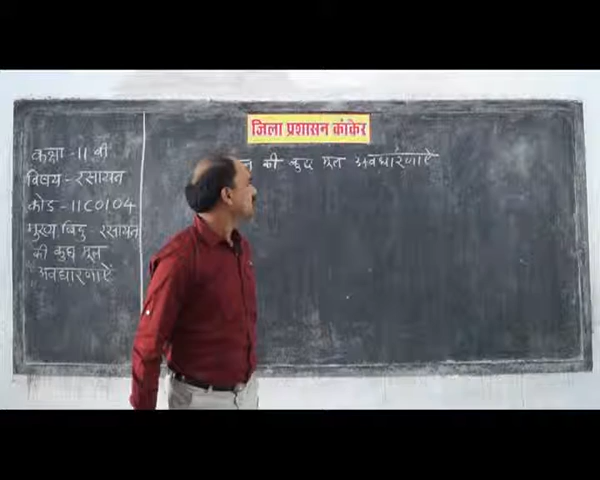 जिला प्रशासन कांकेर
की कुछ मूल अवधारणाऐं
कक्षा -11 वी
विषय - रसायन
कोड - 11C0104
मुख्य बिंदु - रसायन
की कुछ मूल
अवधारणाऐं